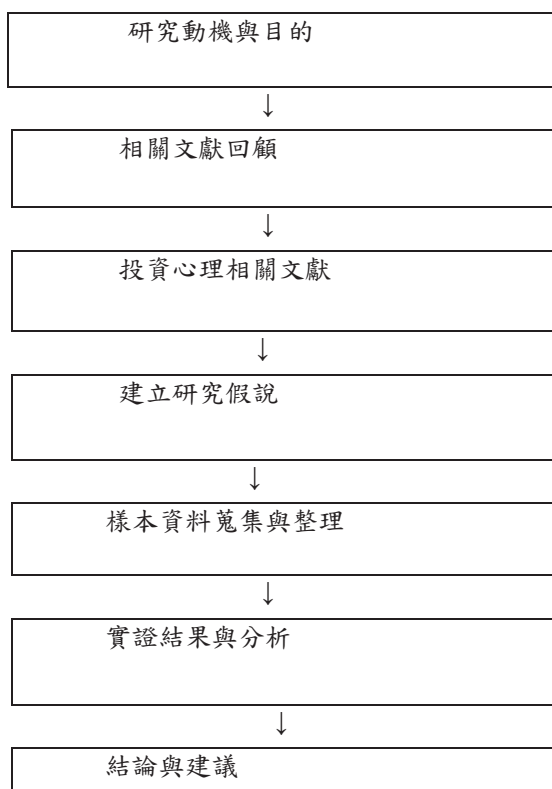 研究動機與目的
↓
相關文獻回顧
↓
投資心理相關文獻
↓
建立研究假說
↓
樣本資料蒐集與整理
↓
實證結果與分析
↓
結論與建議